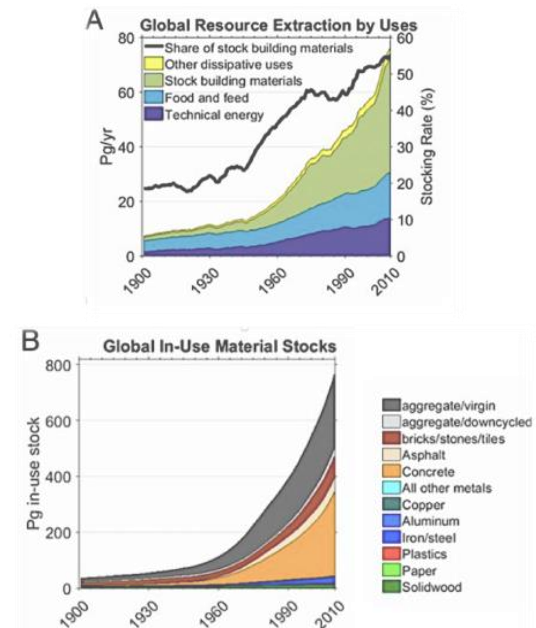 A
Global Resource Extraction by Uses
80
60
40
20
0
Pg/yr
Share of stock building materials
Other dissipative uses
Stock building materials
Food and feed
Technical energy
60
50
40
30
20
10
0
Stocking Rate (%)
1900
1930
1960
1990
2010
B
Global In-Use Material Stocks
800
600
400
200
0
Pg in-use stock
1900
1930
1960
1990
2010
aggregate/virgin
aggregate/downcycled
bricks/stones/tiles
Asphalt
Concrete
All other metals
Copper
Aluminum
Iron/steel
Plastics
Paper
Solidwood